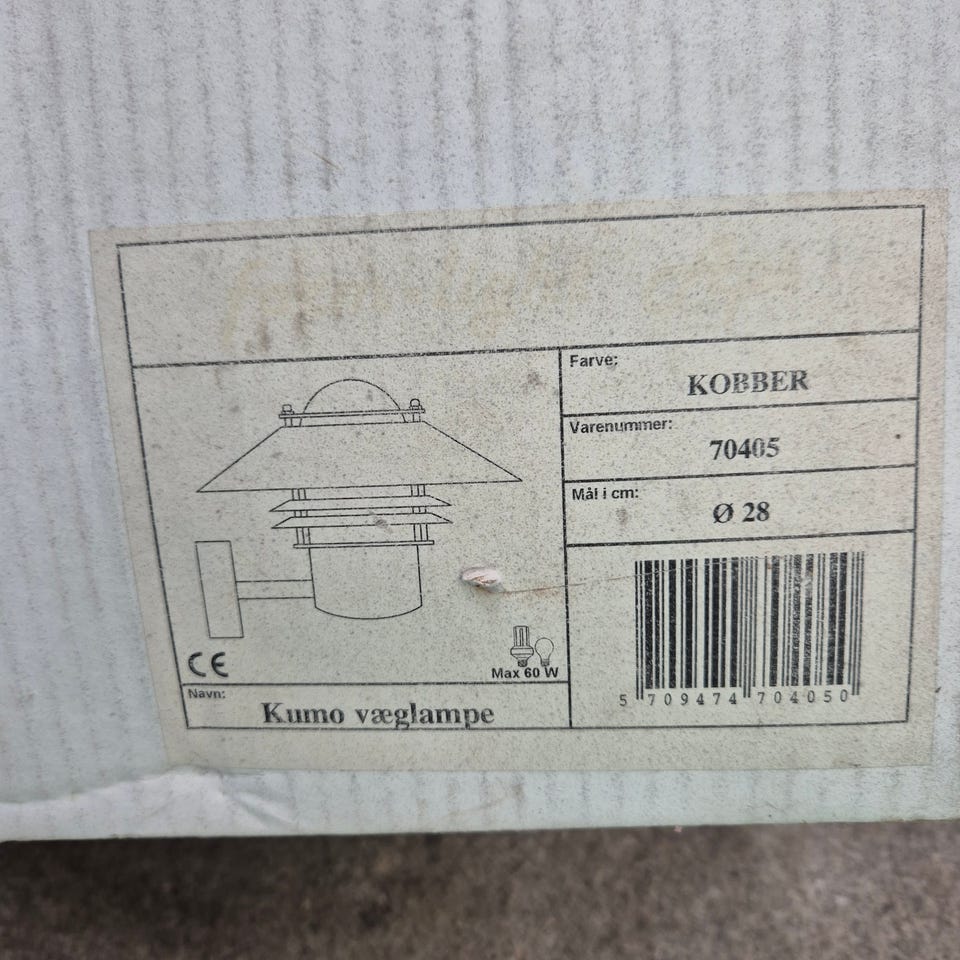 Farve:
KOBBER
Varenummer:
70405
Mål i cm:
Ø 28
CE
Max 60 W
Navn:
Kumo væglampe
5 709474 704050